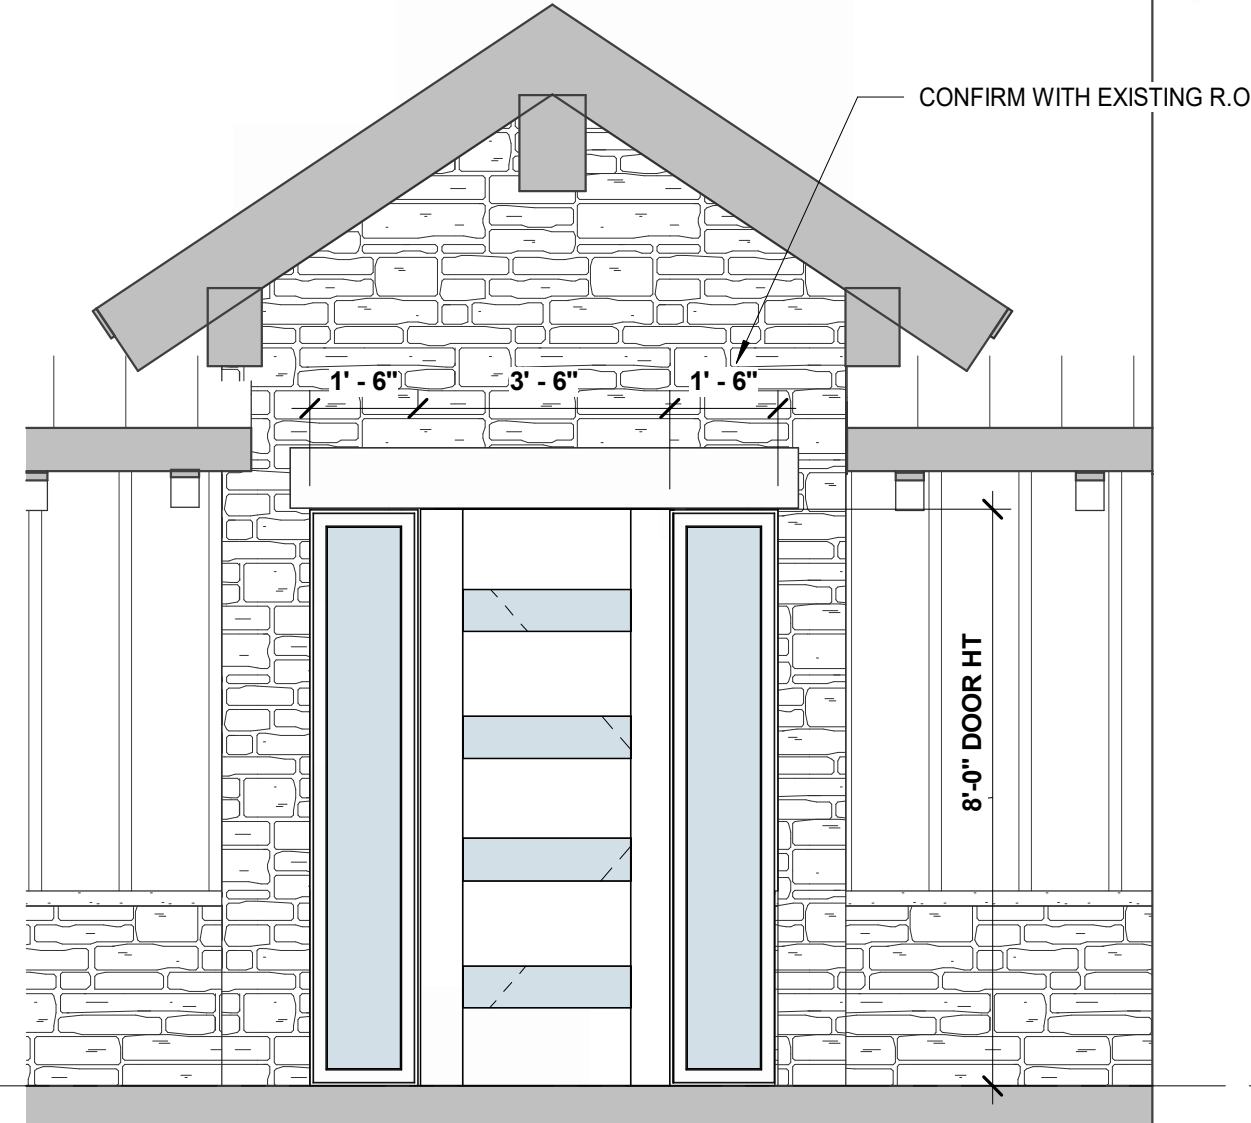 CONFIRM WITH EXISTING R.O
1' - 6" 3' - 6" 1' - 6"
8'-0" DOOR HT